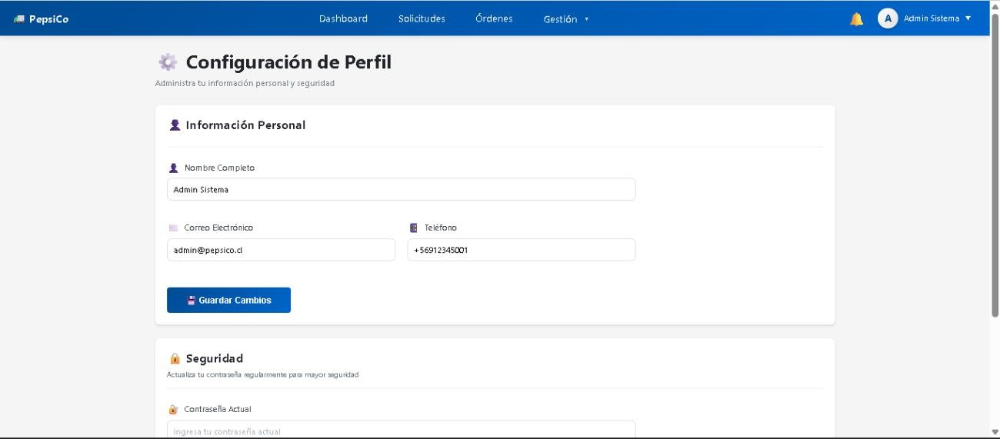 PepsiCo
Dashboard Solicitudes Órdenes Gestión ▼
A Admin Sistema ▼
Configuración de Perfil
Administra tu información personal y seguridad
Información Personal
Nombre Completo
Admin Sistema
Correo Electrónico Teléfono
admin@pepsico.cl +56912345001
Guardar Cambios
Seguridad
Actualiza tu contraseña regularmente para mayor seguridad
Contraseña Actual
Ingresa tu contraseña actual